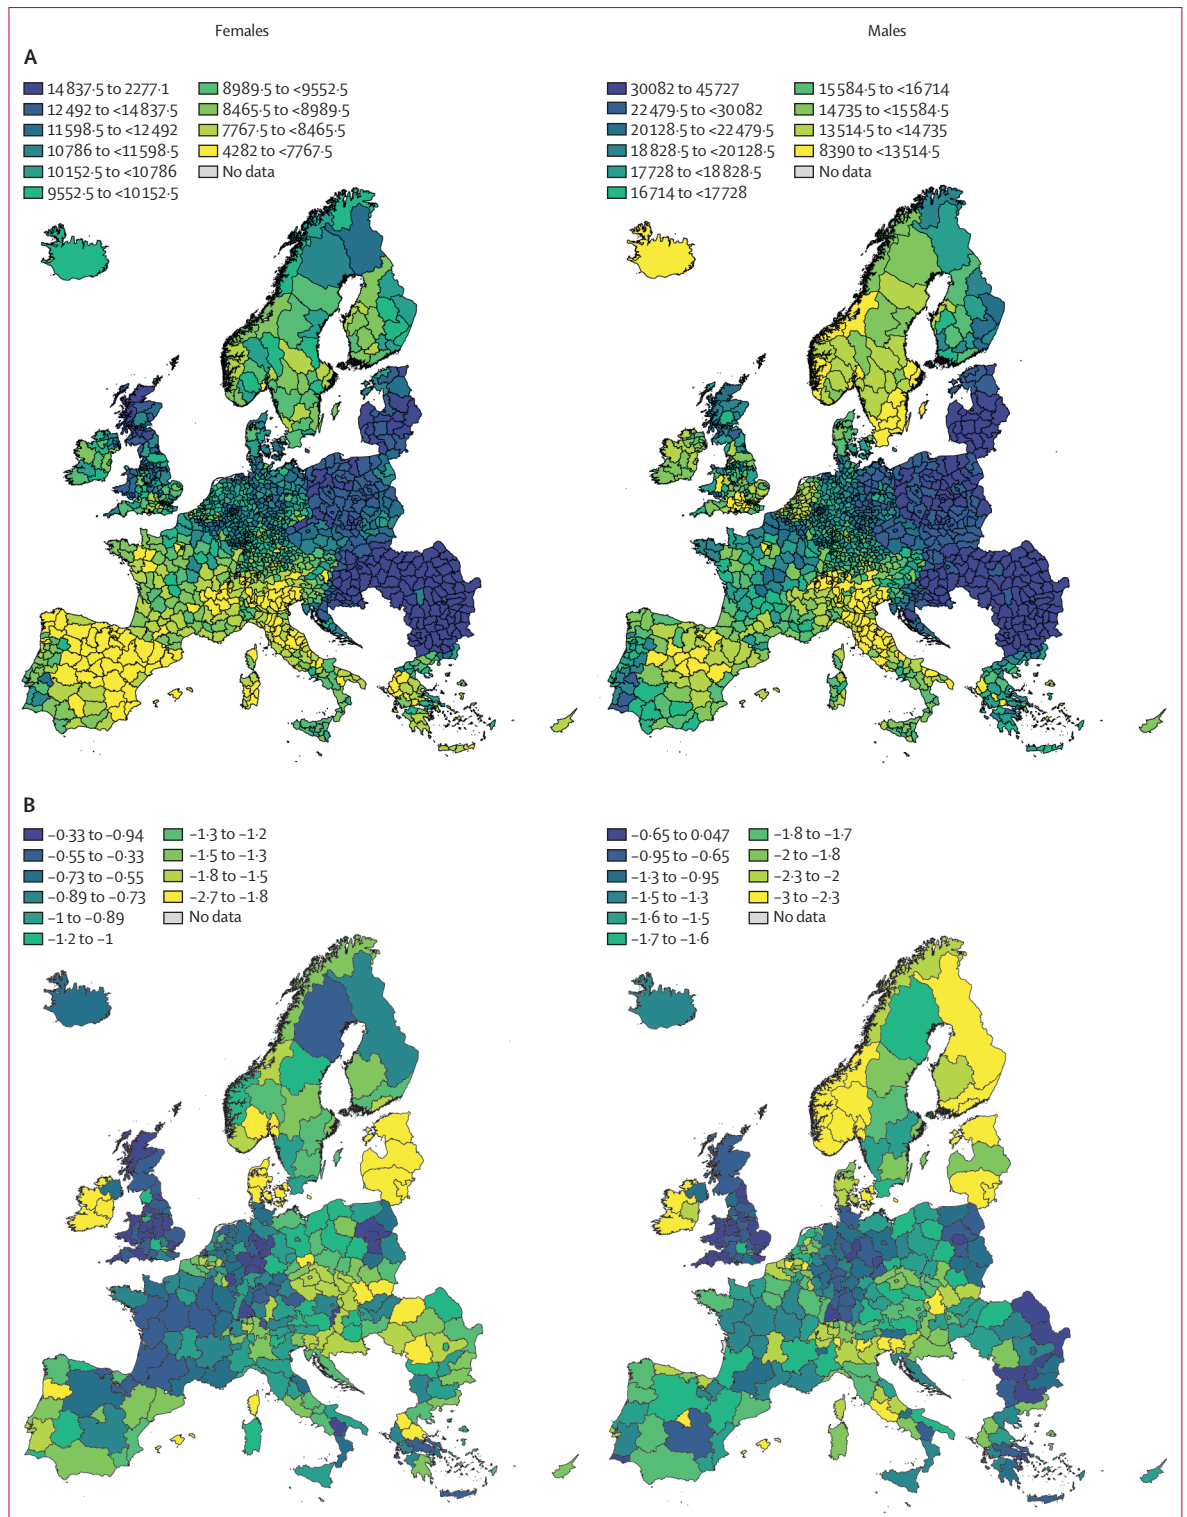 Females
Males
A
14 837·5 to 2277·1
12 492 to <14 837·5
11 598·5 to <12 492
10 786 to <11 598·5
10 152·5 to <10 786
9552·5 to <10 152·5
8989·5 to <9552·5
8465·5 to <8989·5
7767·5 to <8465·5
4282 to <7767·5
No data
30 082 to 45 727
22 479·5 to <30 082
20 128·5 to <22 479·5
18 828·5 to <20 128·5
17 728 to <18 828·5
16 714 to <17 728
15 584·5 to <16 714
14 735 to <15 584·5
13 514·5 to <14 735
8390 to <13 514·5
No data
B
–0·33 to –0·94
–0·55 to –0·33
–0·73 to –0·55
–0·89 to –0·73
–1 to –0·89
–1·2 to –1
–1·3 to –1·2
–1·5 to –1·3
–1·8 to –1·5
–2·7 to –1·8
No data
–0·65 to 0·047
–0·95 to –0·65
–1·3 to –0·95
–1·5 to –1·3
–1·6 to –1·5
–1·7 to –1·6
–1·8 to –1·7
–2 to –1·8
–2·3 to –2
–3 to –2·3
No data